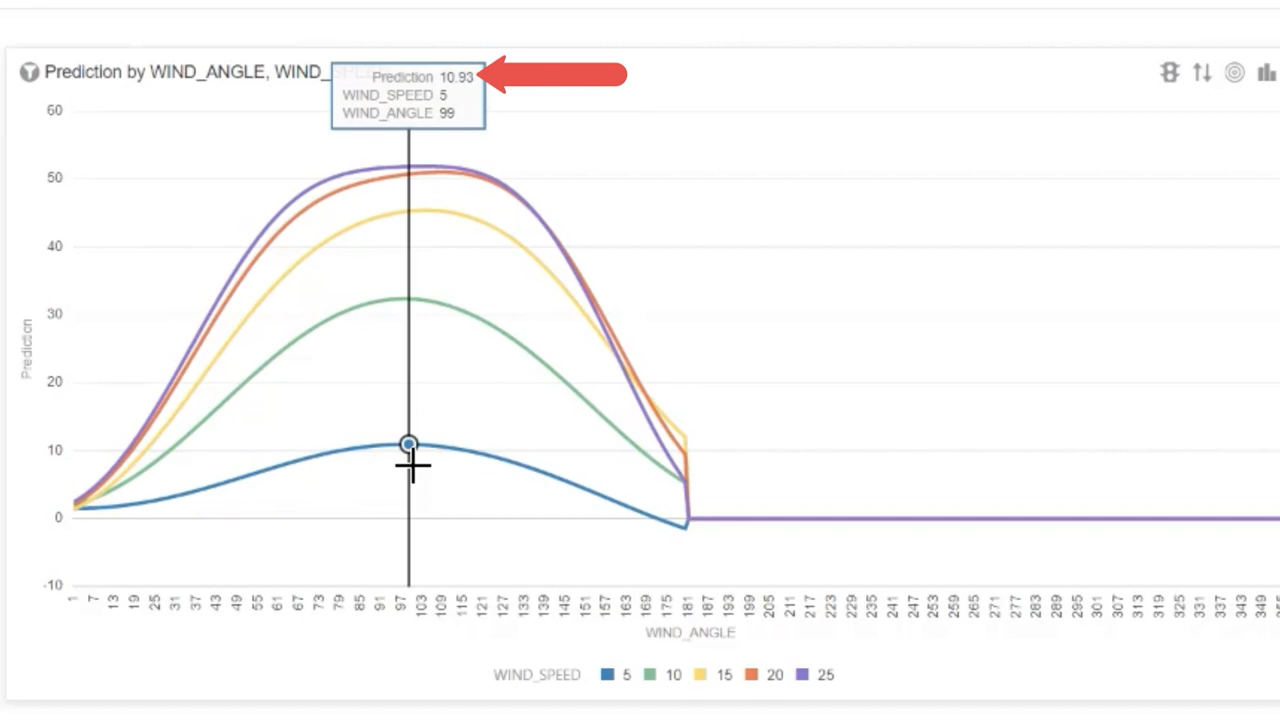 Prediction by WIND_ANGLE, WIND_SPEED
Prediction 10.93
WIND_SPEED 5
WIND_ANGLE 99
60
50
40
30
20
10
0
-10
Prediction
1 7 13 19 25 31 37 43 49 55 61 67 73 79 85 91 97 103 109 115 121 127 133 139 145 151 157 163 169 175 181 187 193 199 205 211 217 223 229 235 241 247 253 259 265 271 277 283 289 295 301 307 313 319 325 331 337 343 349
WIND_ANGLE
WIND_SPEED 5 10 15 20 25